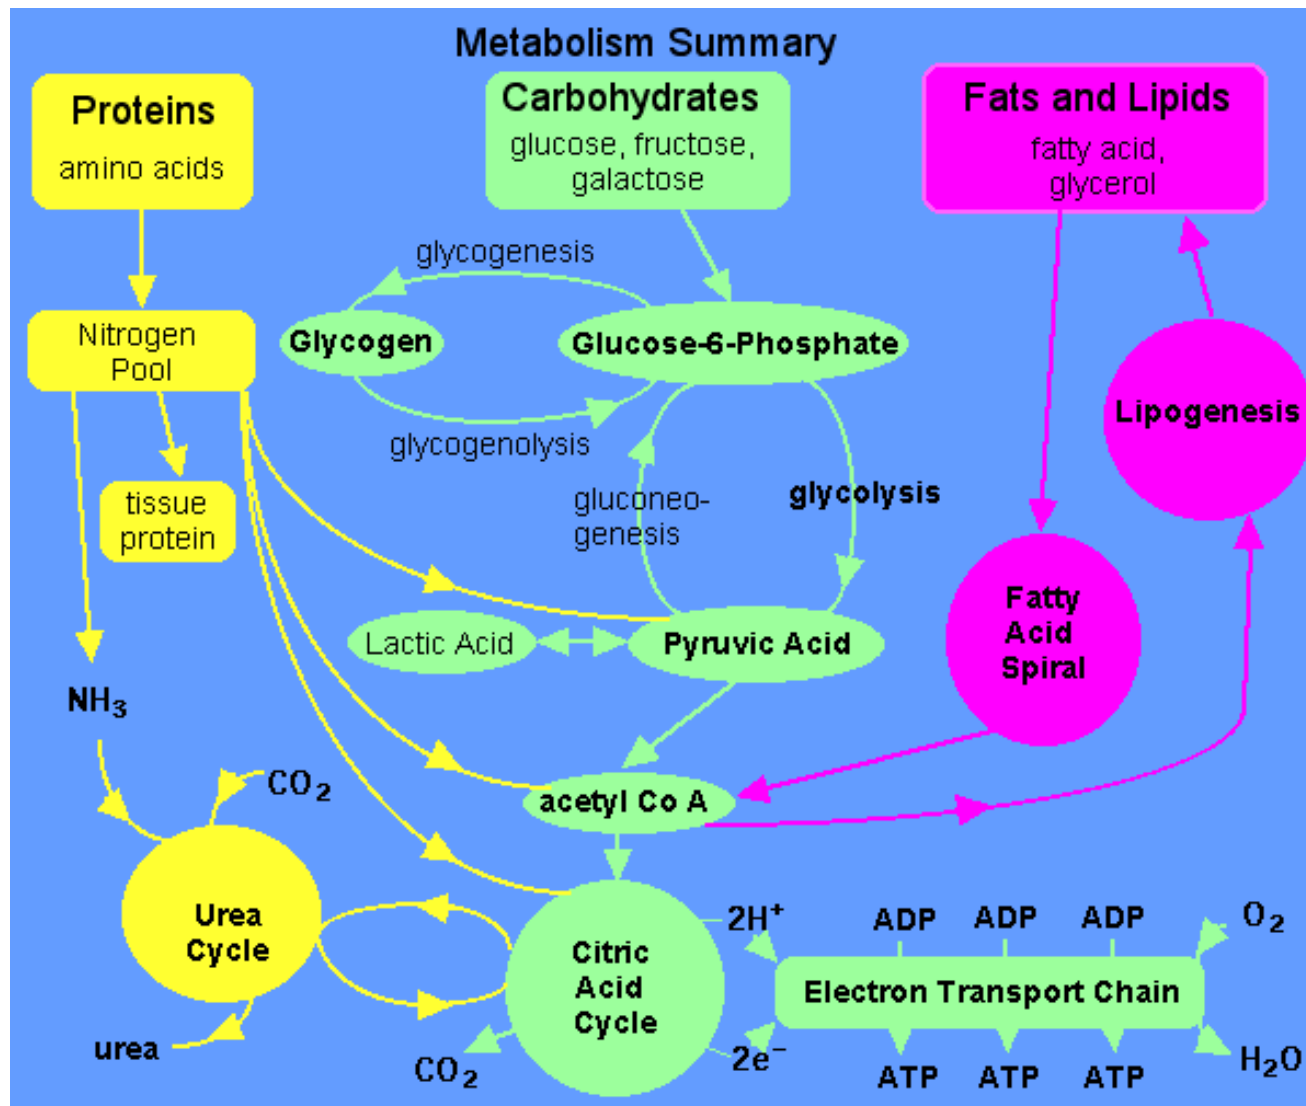 Metabolism Summary
Proteins
amino acids
Carbohydrates
glucose, fructose,
galactose
Fats and Lipids
fatty acid,
glycerol
glycogenesis
Nitrogen
Pool
Glycogen
Glucose-6-Phosphate
Lipogenesis
glycogenolysis
tissue
protein
gluconeo-
genesis
glycolysis
Fatty
Acid
Spiral
Lactic Acid
Pyruvic Acid
NH₃
CO₂
acetyl Co A
Urea
Cycle
urea
Citric
Acid
Cycle
CO₂
2H⁺
2e⁻
ADP ADP ADP
O₂
Electron Transport Chain
ATP ATP ATP
H₂O